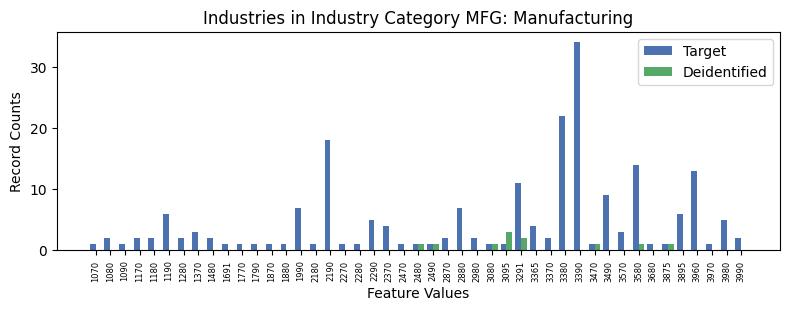 Industries in Industry Category MFG: Manufacturing
Target
Deidentified
Record Counts
30
20
10
0
1070 1080 1090 1170 1180 1190 1280 1370 1480 1691 1770 1790 1870 1880 1990 2180 2190 2270 2280 2290 2370 2470 2480 2490 2870 2880 2980 3080 3095 3291 3365 3370 3380 3390 3470 3490 3570 3580 3680 3875 3895 3960 3970 3980 3990
Feature Values